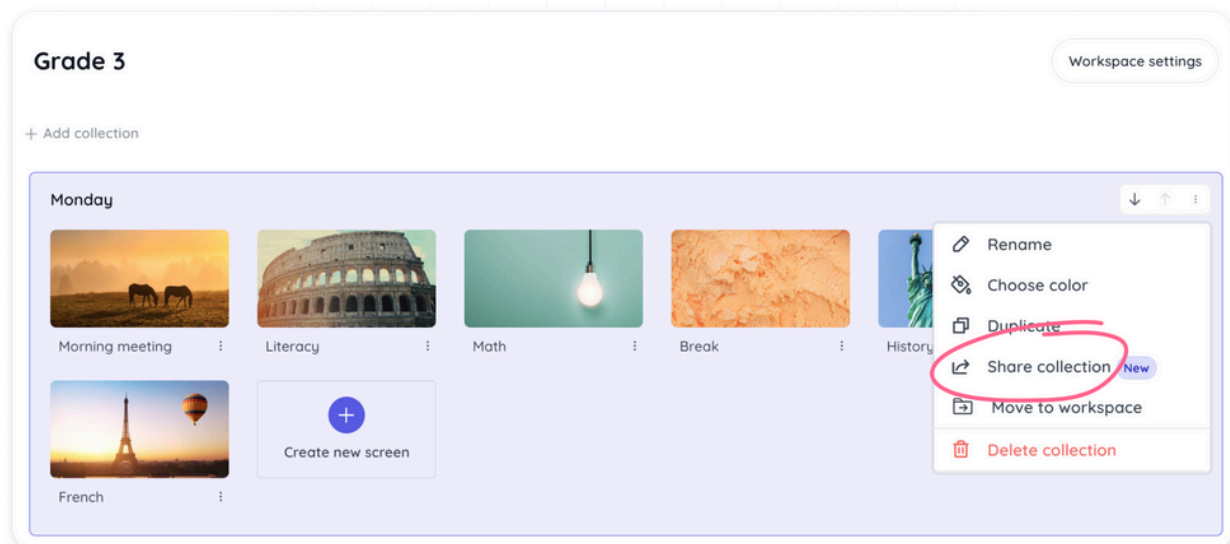 Grade 3
Workspace settings
+ Add collection
Monday
Morning meeting
Literacy
Math
Break
History
French
Create new screen
Rename
Choose color
Duplicate
Share collection New
Move to workspace
Delete collection